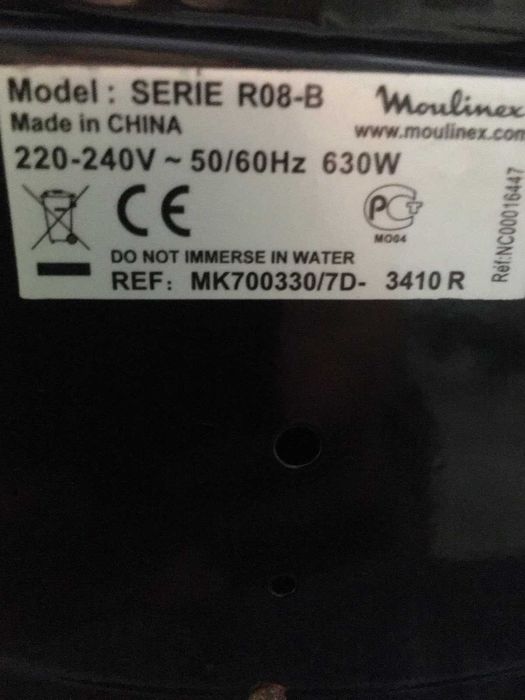 Model : SERIE R08-B
Moulinex
Made in CHINA
www.moulinex.com
220-240V ~ 50/60Hz 630W
CE
PC
MO04
DO NOT IMMERSE IN WATER
REF: MK700330/7D- 3410 R
Réf:NC00016447